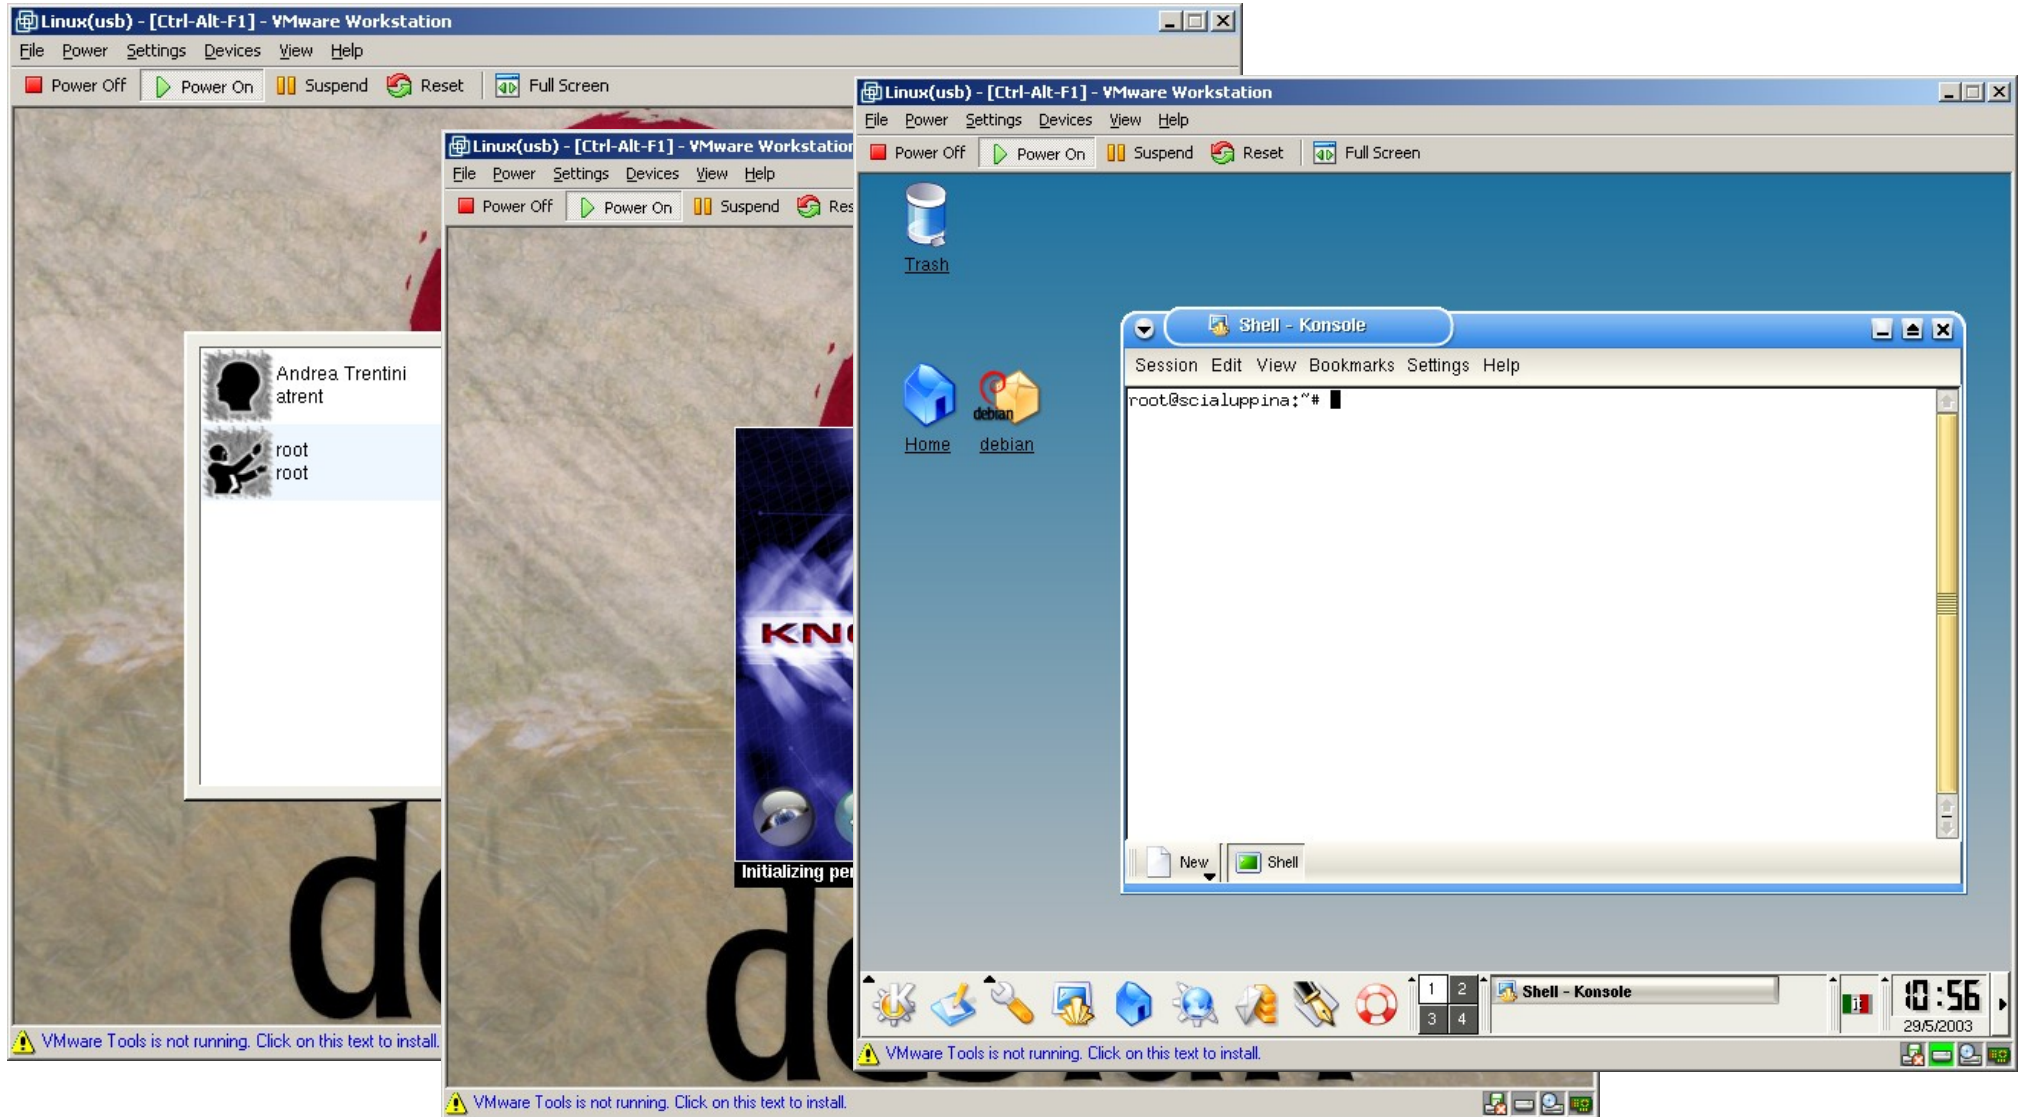 Linux(usb) - [Ctrl-Alt-F1] - VMware Workstation
File Power Settings Devices View Help
Power Off Power On Suspend Reset Full Screen
Andrea Trentini
atrent
root
root
VMware Tools is not running. Click on this text to install.
Linux(usb) - [Ctrl-Alt-F1] - VMware Workstation
File Power Settings Devices View Help
Power Off Power On Suspend
Initializing
VMware Tools is not running. Click on this text to install.
Linux(usb) - [Ctrl-Alt-F1] - VMware Workstation
File Power Settings Devices View Help
Power Off Power On Suspend Reset Full Screen
Trash
debian
Home debian
Shell - Konsole
Session Edit View Bookmarks Settings Help
root@scialuppina:~#
New Shell
1 2 Shell - Konsole
3 4
it
10:56
29/5/2003
VMware Tools is not running. Click on this text to install.